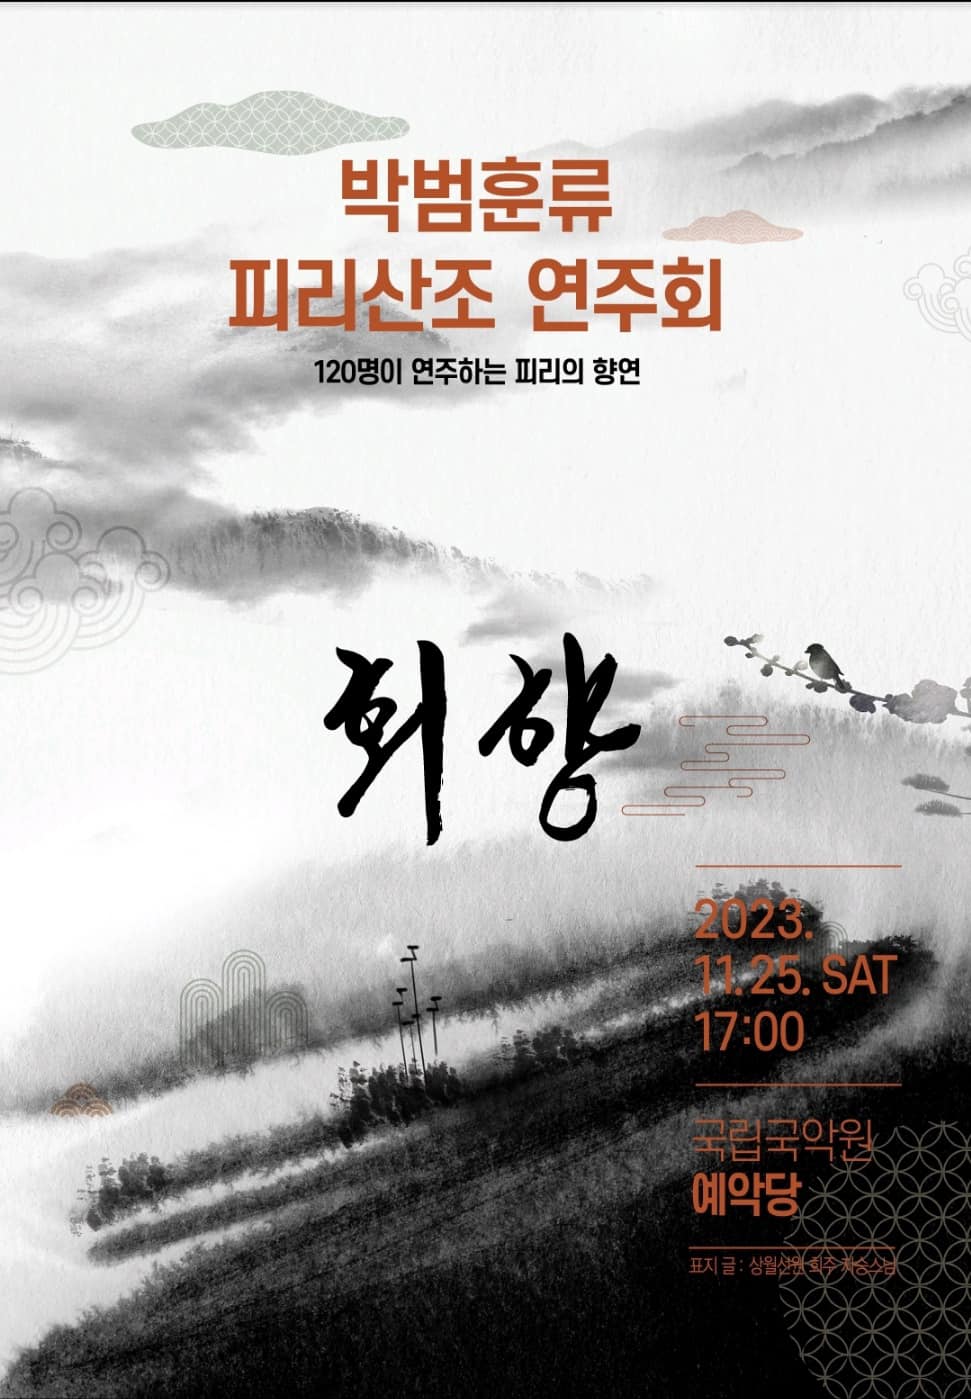 박범훈류
피리산조 연주회
120명이 연주하는 피리의 향연
회향
2023.
11.25. SAT
17:00
국립국악원
예악당
표지 글 : 상월선원 회주 자승스님